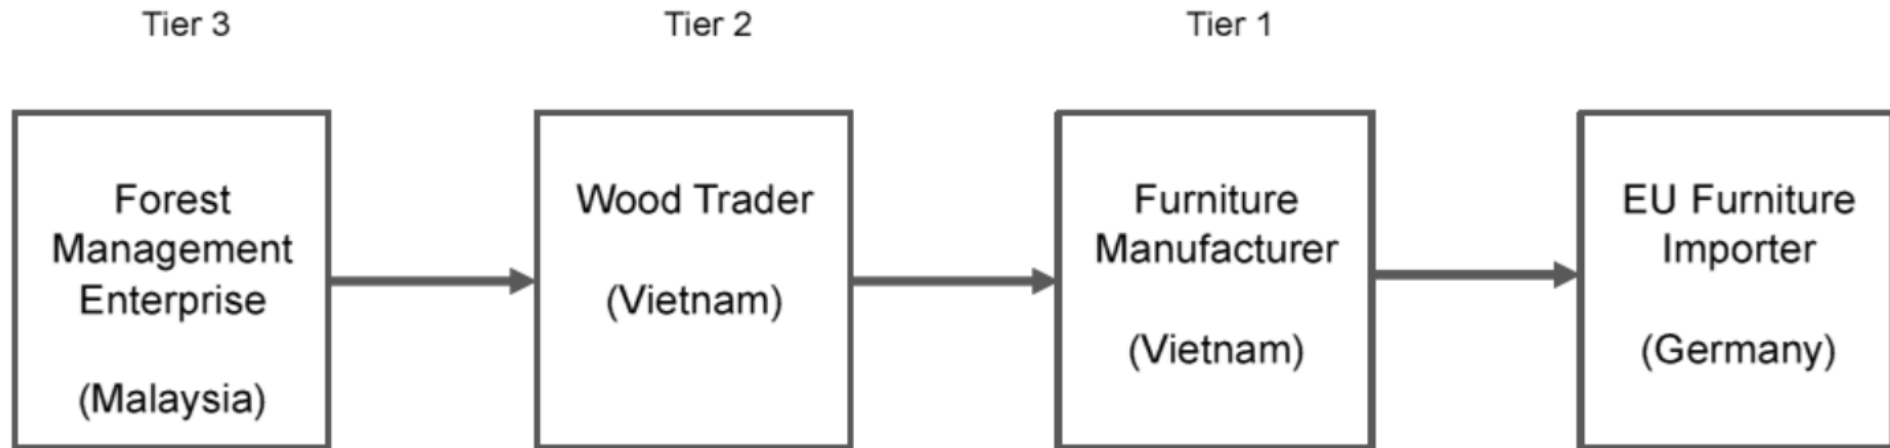 Tier 3
Tier 2
Tier 1
Forest
Management
Enterprise
(Malaysia)
Wood Trader
(Vietnam)
Furniture
Manufacturer
(Vietnam)
EU Furniture
Importer
(Germany)